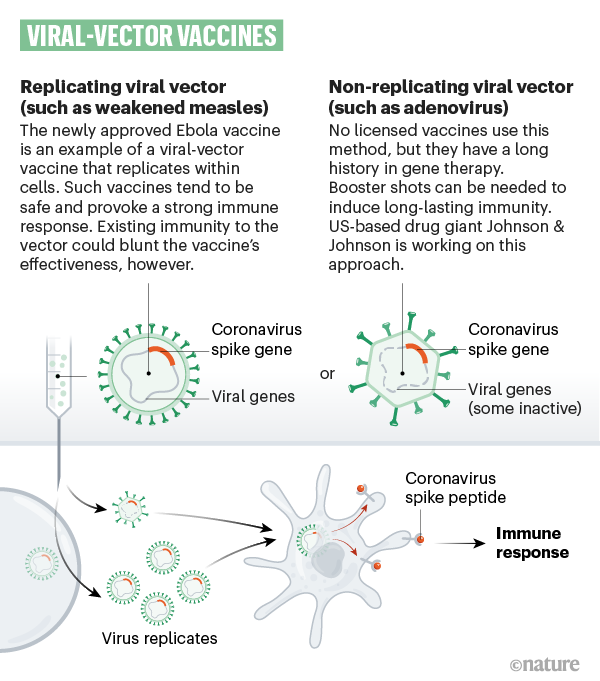 VIRAL-VECTOR VACCINES
Replicating viral vector
(such as weakened measles)
The newly approved Ebola vaccine
is an example of a viral-vector
vaccine that replicates within
cells. Such vaccines tend to be
safe and provoke a strong immune
response. Existing immunity to the
vector could blunt the vaccine’s
effectiveness, however.
Non-replicating viral vector
(such as adenovirus)
No licensed vaccines use this
method, but they have a long
history in gene therapy.
Booster shots can be needed to
induce long-lasting immunity.
US-based drug giant Johnson &
Johnson is working on this
approach.
Coronavirus
spike gene
Viral genes
or
Coronavirus
spike gene
Viral genes
(some inactive)
Coronavirus
spike peptide
Immune
response
Virus replicates
©nature